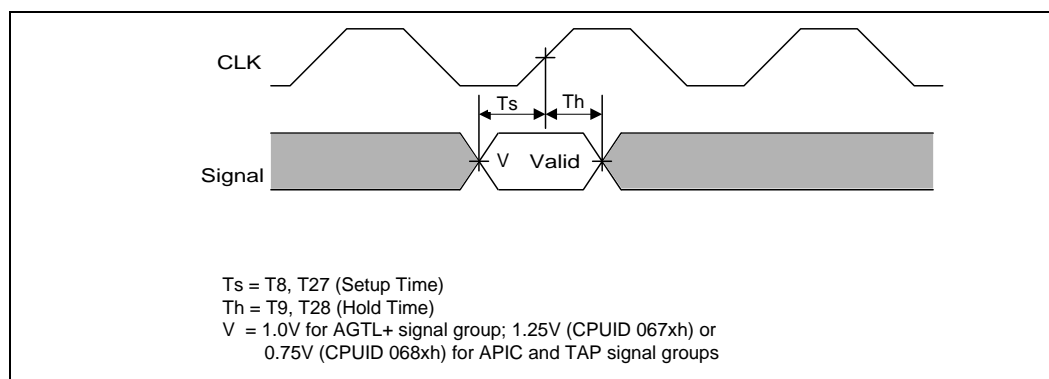 CLK
Ts Th
V Valid
Signal
Ts = T8, T27 (Setup Time)
Th = T9, T28 (Hold Time)
V = 1.0V for AGTL+ signal group; 1.25V (CPUID 067xh) or
0.75V (CPUID 068xh) for APIC and TAP signal groups